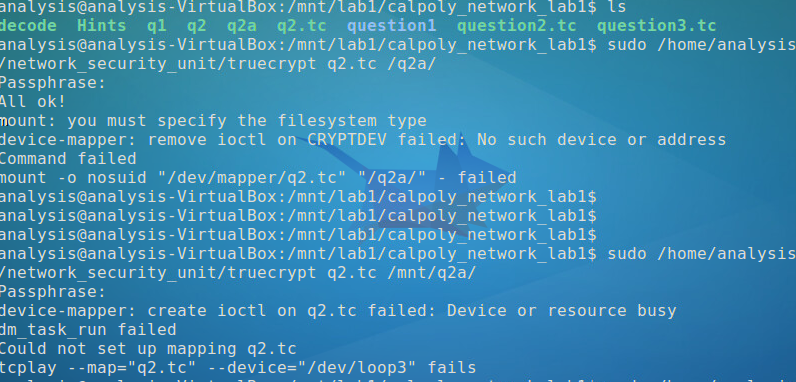 analysis@analysis-VirtualBox:/mnt/lab1/calpoly_network_lab1$ ls
decode  Hints  q1  q2  q2a  q2.tc  question1  question2.tc  question3.tc
analysis@analysis-VirtualBox:/mnt/lab1/calpoly_network_lab1$ sudo /home/analysis
/network_security_unit/truecrypt q2.tc /q2a/
Passphrase:
All ok!
mount: you must specify the filesystem type
device-mapper: remove ioctl on CRYPTDEV failed: No such device or address
Command failed
mount -o nosuid "/dev/mapper/q2.tc" "/q2a/" - failed
analysis@analysis-VirtualBox:/mnt/lab1/calpoly_network_lab1$
analysis@analysis-VirtualBox:/mnt/lab1/calpoly_network_lab1$
analysis@analysis-VirtualBox:/mnt/lab1/calpoly_network_lab1$
analysis@analysis-VirtualBox:/mnt/lab1/calpoly_network_lab1$ sudo /home/analysis
/network_security_unit/truecrypt q2.tc /mnt/q2a/
Passphrase:
device-mapper: create ioctl on q2.tc failed: Device or resource busy
dm_task_run failed
Could not set up mapping q2.tc
tcplay --map="q2.tc" --device="/dev/loop3" fails